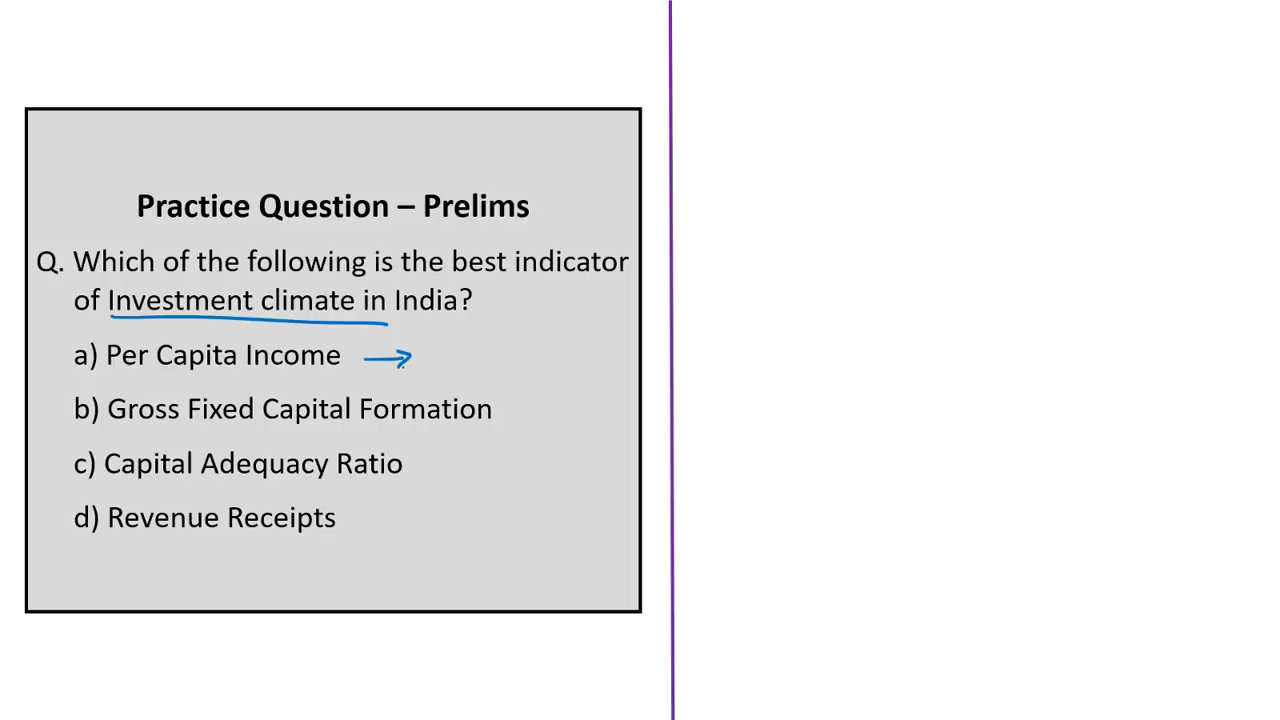 Practice Question – Prelims
Q. Which of the following is the best indicator
of Investment climate in India?
a) Per Capita Income
b) Gross Fixed Capital Formation
c) Capital Adequacy Ratio
d) Revenue Receipts